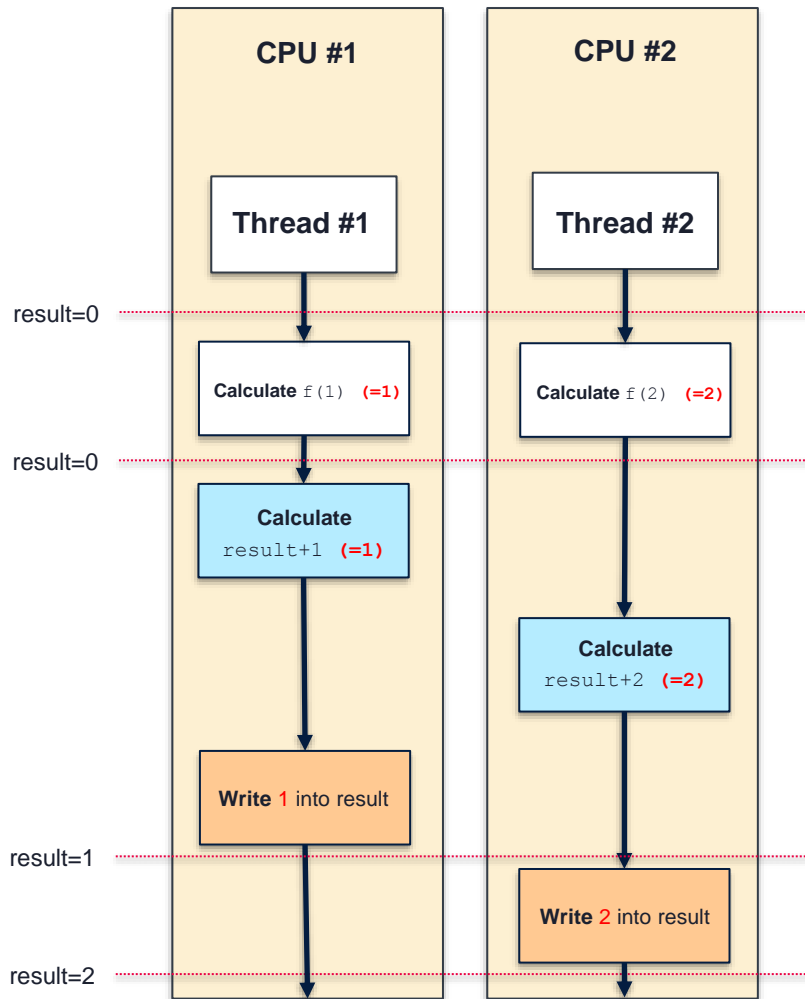 CPU #1
CPU #2
Thread #1
Thread #2
result=0
Calculate f(1) (=1)
Calculate f(2) (=2)
result=0
Calculate
result+1 (=1)
Calculate
result+2 (=2)
Write 1 into result
result=1
Write 2 into result
result=2